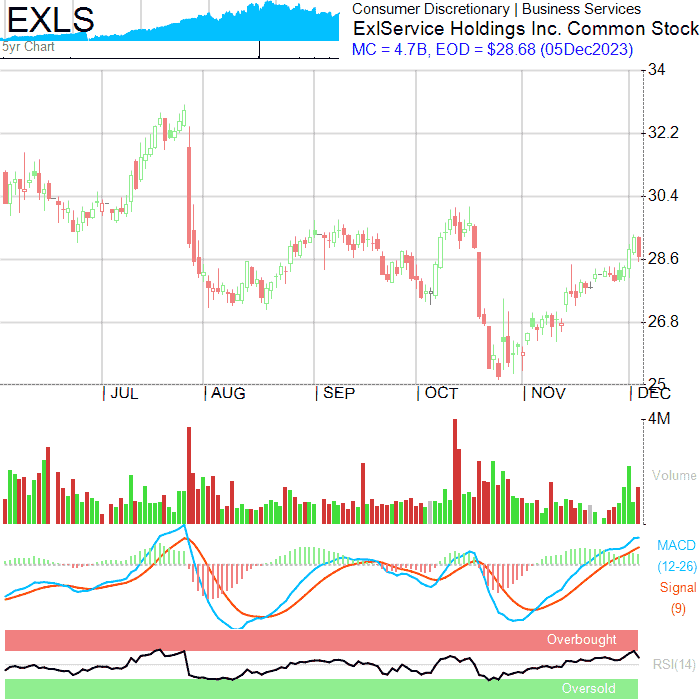 EXLS
5yr Chart
Consumer Discretionary | Business Services
ExlService Holdings Inc. Common Stock
MC = 4.7B, EOD = $28.68 (05Dec2023)
34
32.2
30.4
28.6
26.8
25
JUL AUG SEP OCT NOV DEC
4M
Volume
MACD
(12-26)
Signal
(9)
Overbought
RSI(14)
Oversold